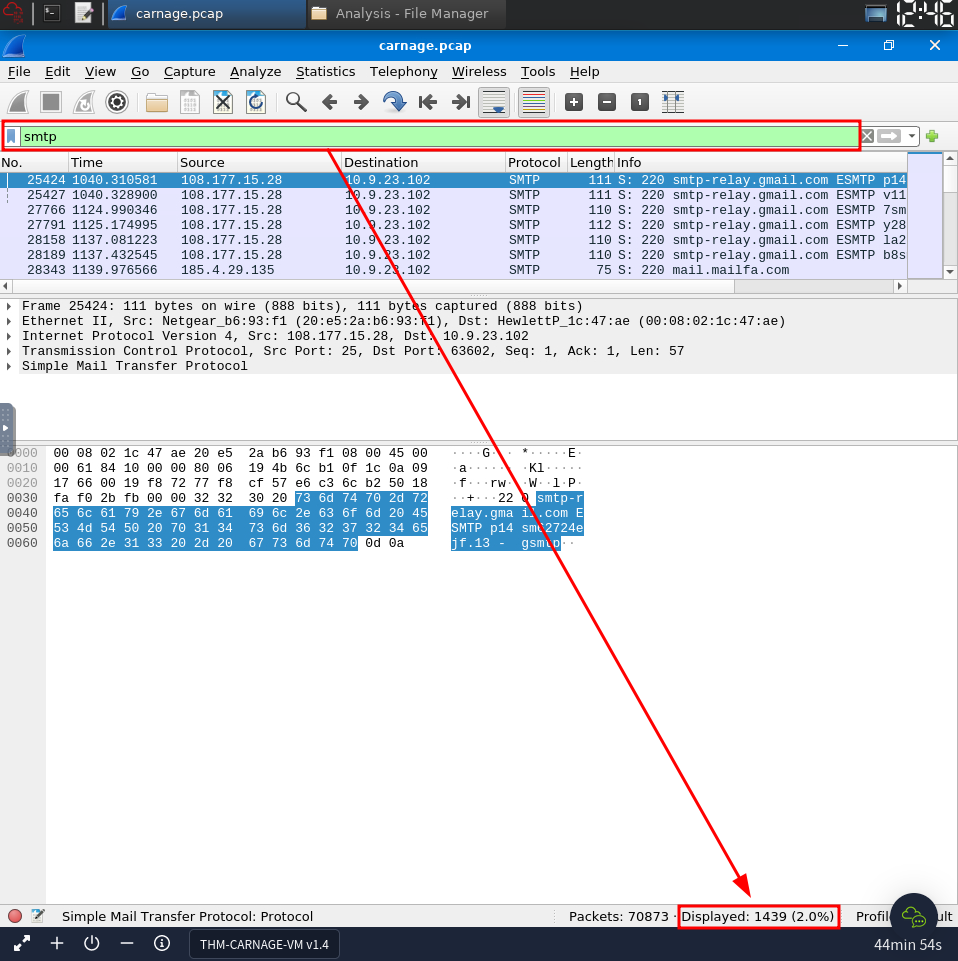 carnage.pcap
Analysis - File Manager
12:46
carnage.pcap
File Edit View Go Capture Analyze Statistics Telephony Wireless Tools Help
smtp
No. Time Source Destination Protocol Length Info
25424 1040.310581 108.177.15.28 10.9.23.102 SMTP 111 S: 220 smtp-relay.gmail.com ESMTP p14
25427 1040.328900 108.177.15.28 10.9.23.102 SMTP 111 S: 220 smtp-relay.gmail.com ESMTP v11
27766 1124.990346 108.177.15.28 10.9.23.102 SMTP 110 S: 220 smtp-relay.gmail.com ESMTP 7sm
27791 1125.174995 108.177.15.28 10.9.23.102 SMTP 112 S: 220 smtp-relay.gmail.com ESMTP y28
28158 1137.081223 108.177.15.28 10.9.23.102 SMTP 110 S: 220 smtp-relay.gmail.com ESMTP la2
28189 1137.432545 108.177.15.28 10.9.23.102 SMTP 110 S: 220 smtp-relay.gmail.com ESMTP b8s
28343 1139.976566 185.4.29.135 10.9.23.102 SMTP 75 S: 220 mail.mailfa.com
Frame 25424: 111 bytes on wire (888 bits), 111 bytes captured (888 bits)
Ethernet II, Src: Netgear_b6:93:f1 (20:e5:2a:b6:93:f1), Dst: HewlettP_1c:47:ae (00:08:02:1c:47:ae)
Internet Protocol Version 4, Src: 108.177.15.28, Dst: 10.9.23.102
Transmission Control Protocol, Src Port: 25, Dst Port: 63602, Seq: 1, Ack: 1, Len: 57
Simple Mail Transfer Protocol
0000 00 08 02 1c 47 ae 20 e5 2a b6 93 f1 08 00 45 00 ····G· · *·····E·
0010 00 61 84 10 00 00 80 06 19 4b 6c b1 0f 1c 0a 09 ·a······ ·Kl·····
0020 17 66 00 19 f8 72 77 f8 cf 57 e6 c3 6c b2 50 18 ·f···rw· ·W··l·P·
0030 fa f0 2b fb 00 00 32 32 30 20 73 6d 74 70 2d 72 ··+···22 0 smtp-r
0040 65 6c 61 79 2e 67 6d 61 69 6c 2e 63 6f 6d 20 45 elay.gma il.com E
0050 53 4d 54 50 20 70 31 34 73 6d 36 32 37 32 34 65 SMTP p14 sm62724e
0060 6a 66 2e 31 33 20 2d 20 67 73 6d 74 70 0d 0a jf.13 - gsmtp··
Simple Mail Transfer Protocol: Protocol Packets: 70873 · Displayed: 1439 (2.0%)
THM-CARNAGE-VM v1.4
44min 54s